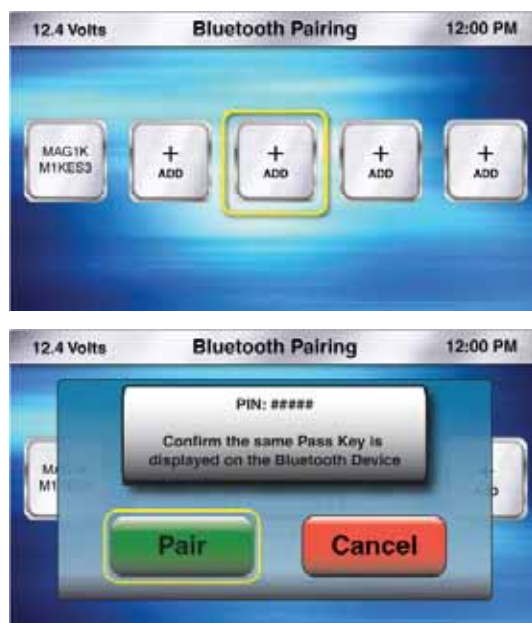 12.4 Volts Bluetooth Pairing 12:00 PM
MAG1K + + + +
M1KES3 ADD ADD ADD ADD
12.4 Volts Bluetooth Pairing 12:00 PM
PIN: #####
Confirm the same Pass Key is
displayed on the Bluetooth Device
Pair Cancel